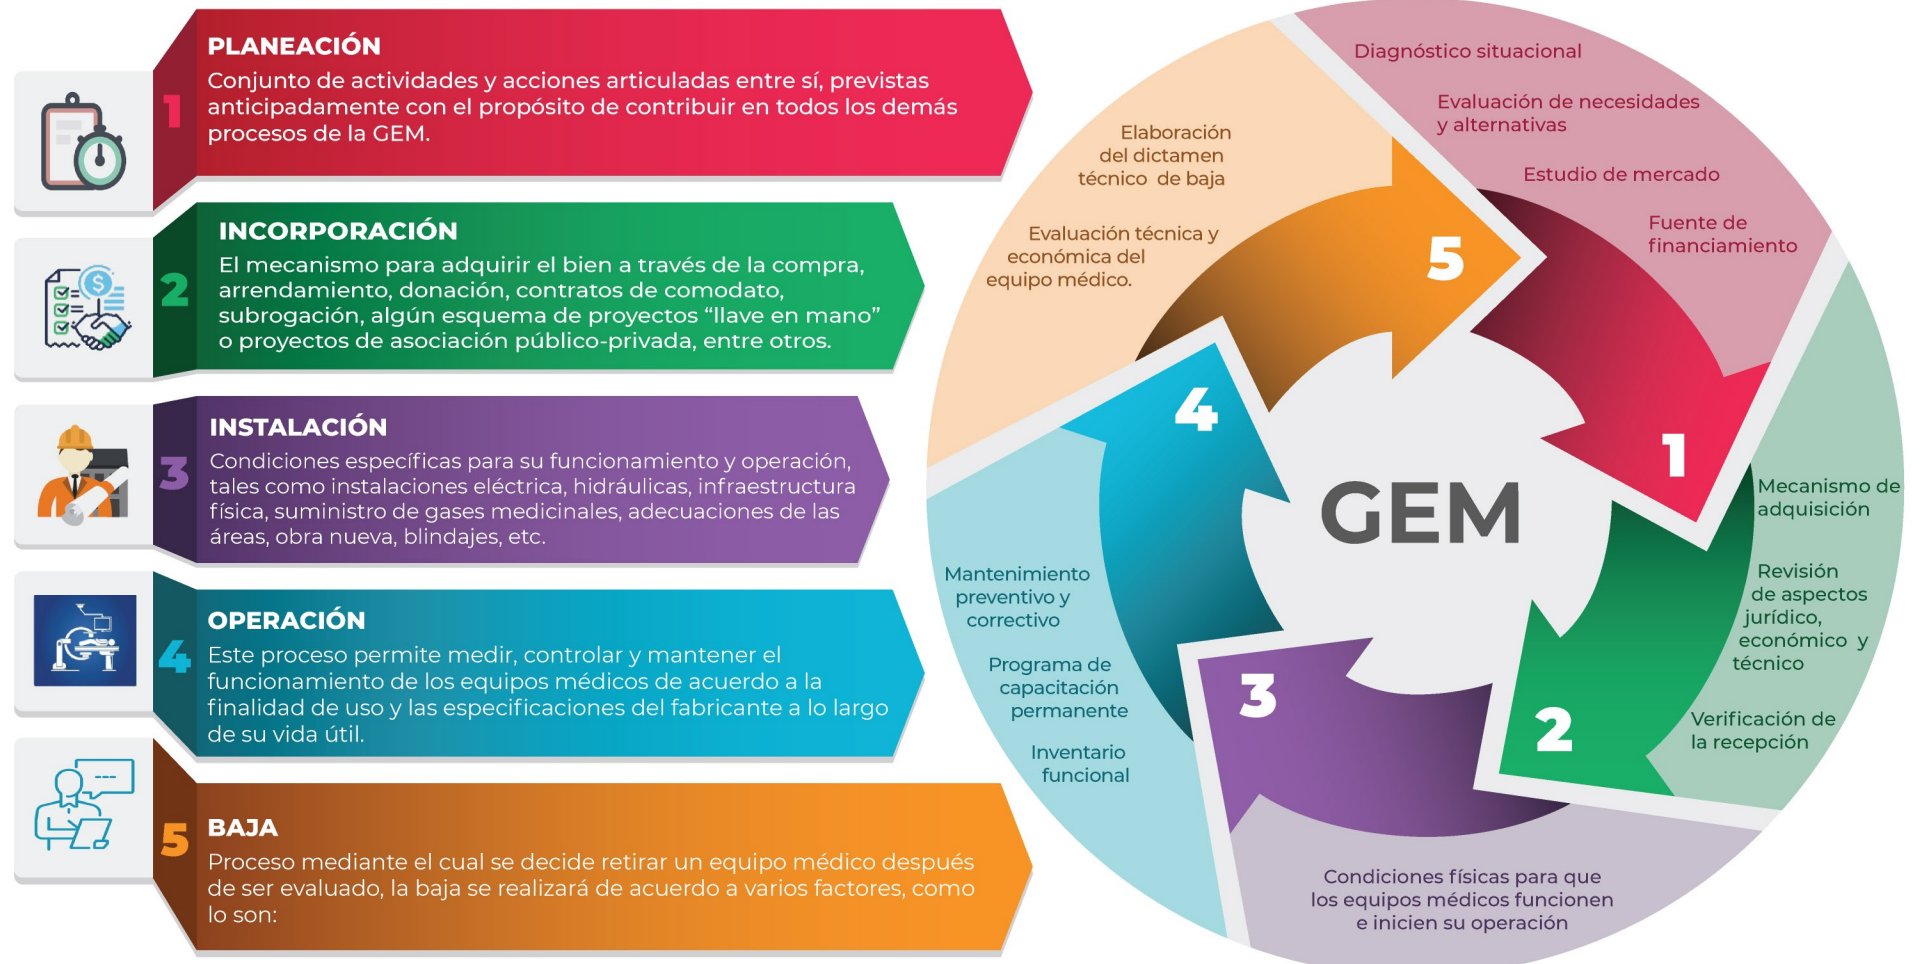 1
PLANEACIÓN
Conjunto de actividades y acciones articuladas entre sí, previstas
anticipadamente con el propósito de contribuir en todos los demás
procesos de la GEM.
2
INCORPORACIÓN
El mecanismo para adquirir el bien a través de la compra,
arrendamiento, donación, contratos de comodato,
subrogación, algún esquema de proyectos “llave en mano”
o proyectos de asociación público-privada, entre otros.
3
INSTALACIÓN
Condiciones específicas para su funcionamiento y operación,
tales como instalaciones eléctrica, hidráulicas, infraestructura
física, suministro de gases medicinales, adecuaciones de las
áreas, obra nueva, blindajes, etc.
4
OPERACIÓN
Este proceso permite medir, controlar y mantener el
funcionamiento de los equipos médicos de acuerdo a la
finalidad de uso y las especificaciones del fabricante a lo largo
de su vida útil.
5
BAJA
Proceso mediante el cual se decide retirar un equipo médico después
de ser evaluado, la baja se realizará de acuerdo a varios factores, como
lo son:
GEM
1
Diagnóstico situacional
Evaluación de necesidades
y alternativas
Estudio de mercado
Fuente de
financiamiento
2
Mecanismo de
adquisición
Revisión
de aspectos
jurídico,
económico y
técnico
Verificación de
la recepción
3
Condiciones físicas para que
los equipos médicos funcionen
e inicien su operación
4
Mantenimiento
preventivo y
correctivo
Programa de
capacitación
permanente
Inventario
funcional
5
Elaboración
del dictamen
técnico de baja
Evaluación técnica y
económica del
equipo médico.